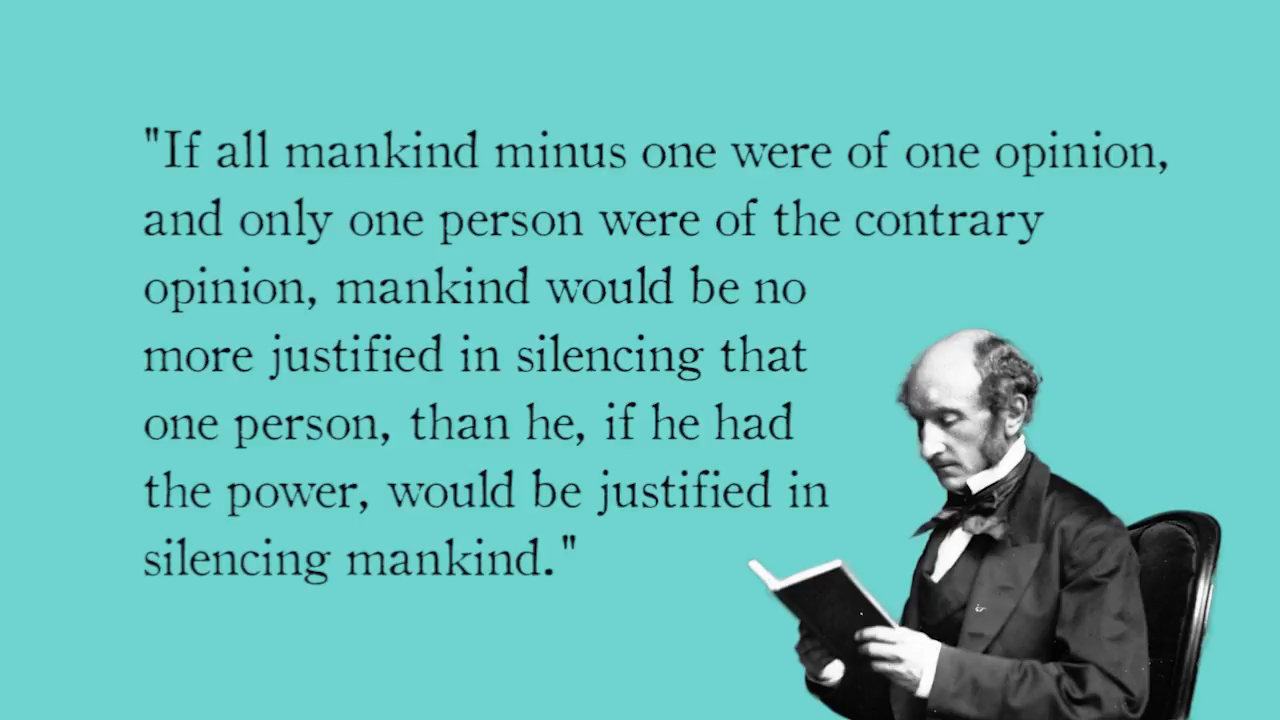 "If all mankind minus one were of one opinion,
and only one person were of the contrary
opinion, mankind would be no
more justified in silencing that
one person, than he, if he had
the power, would be justified in
silencing mankind."